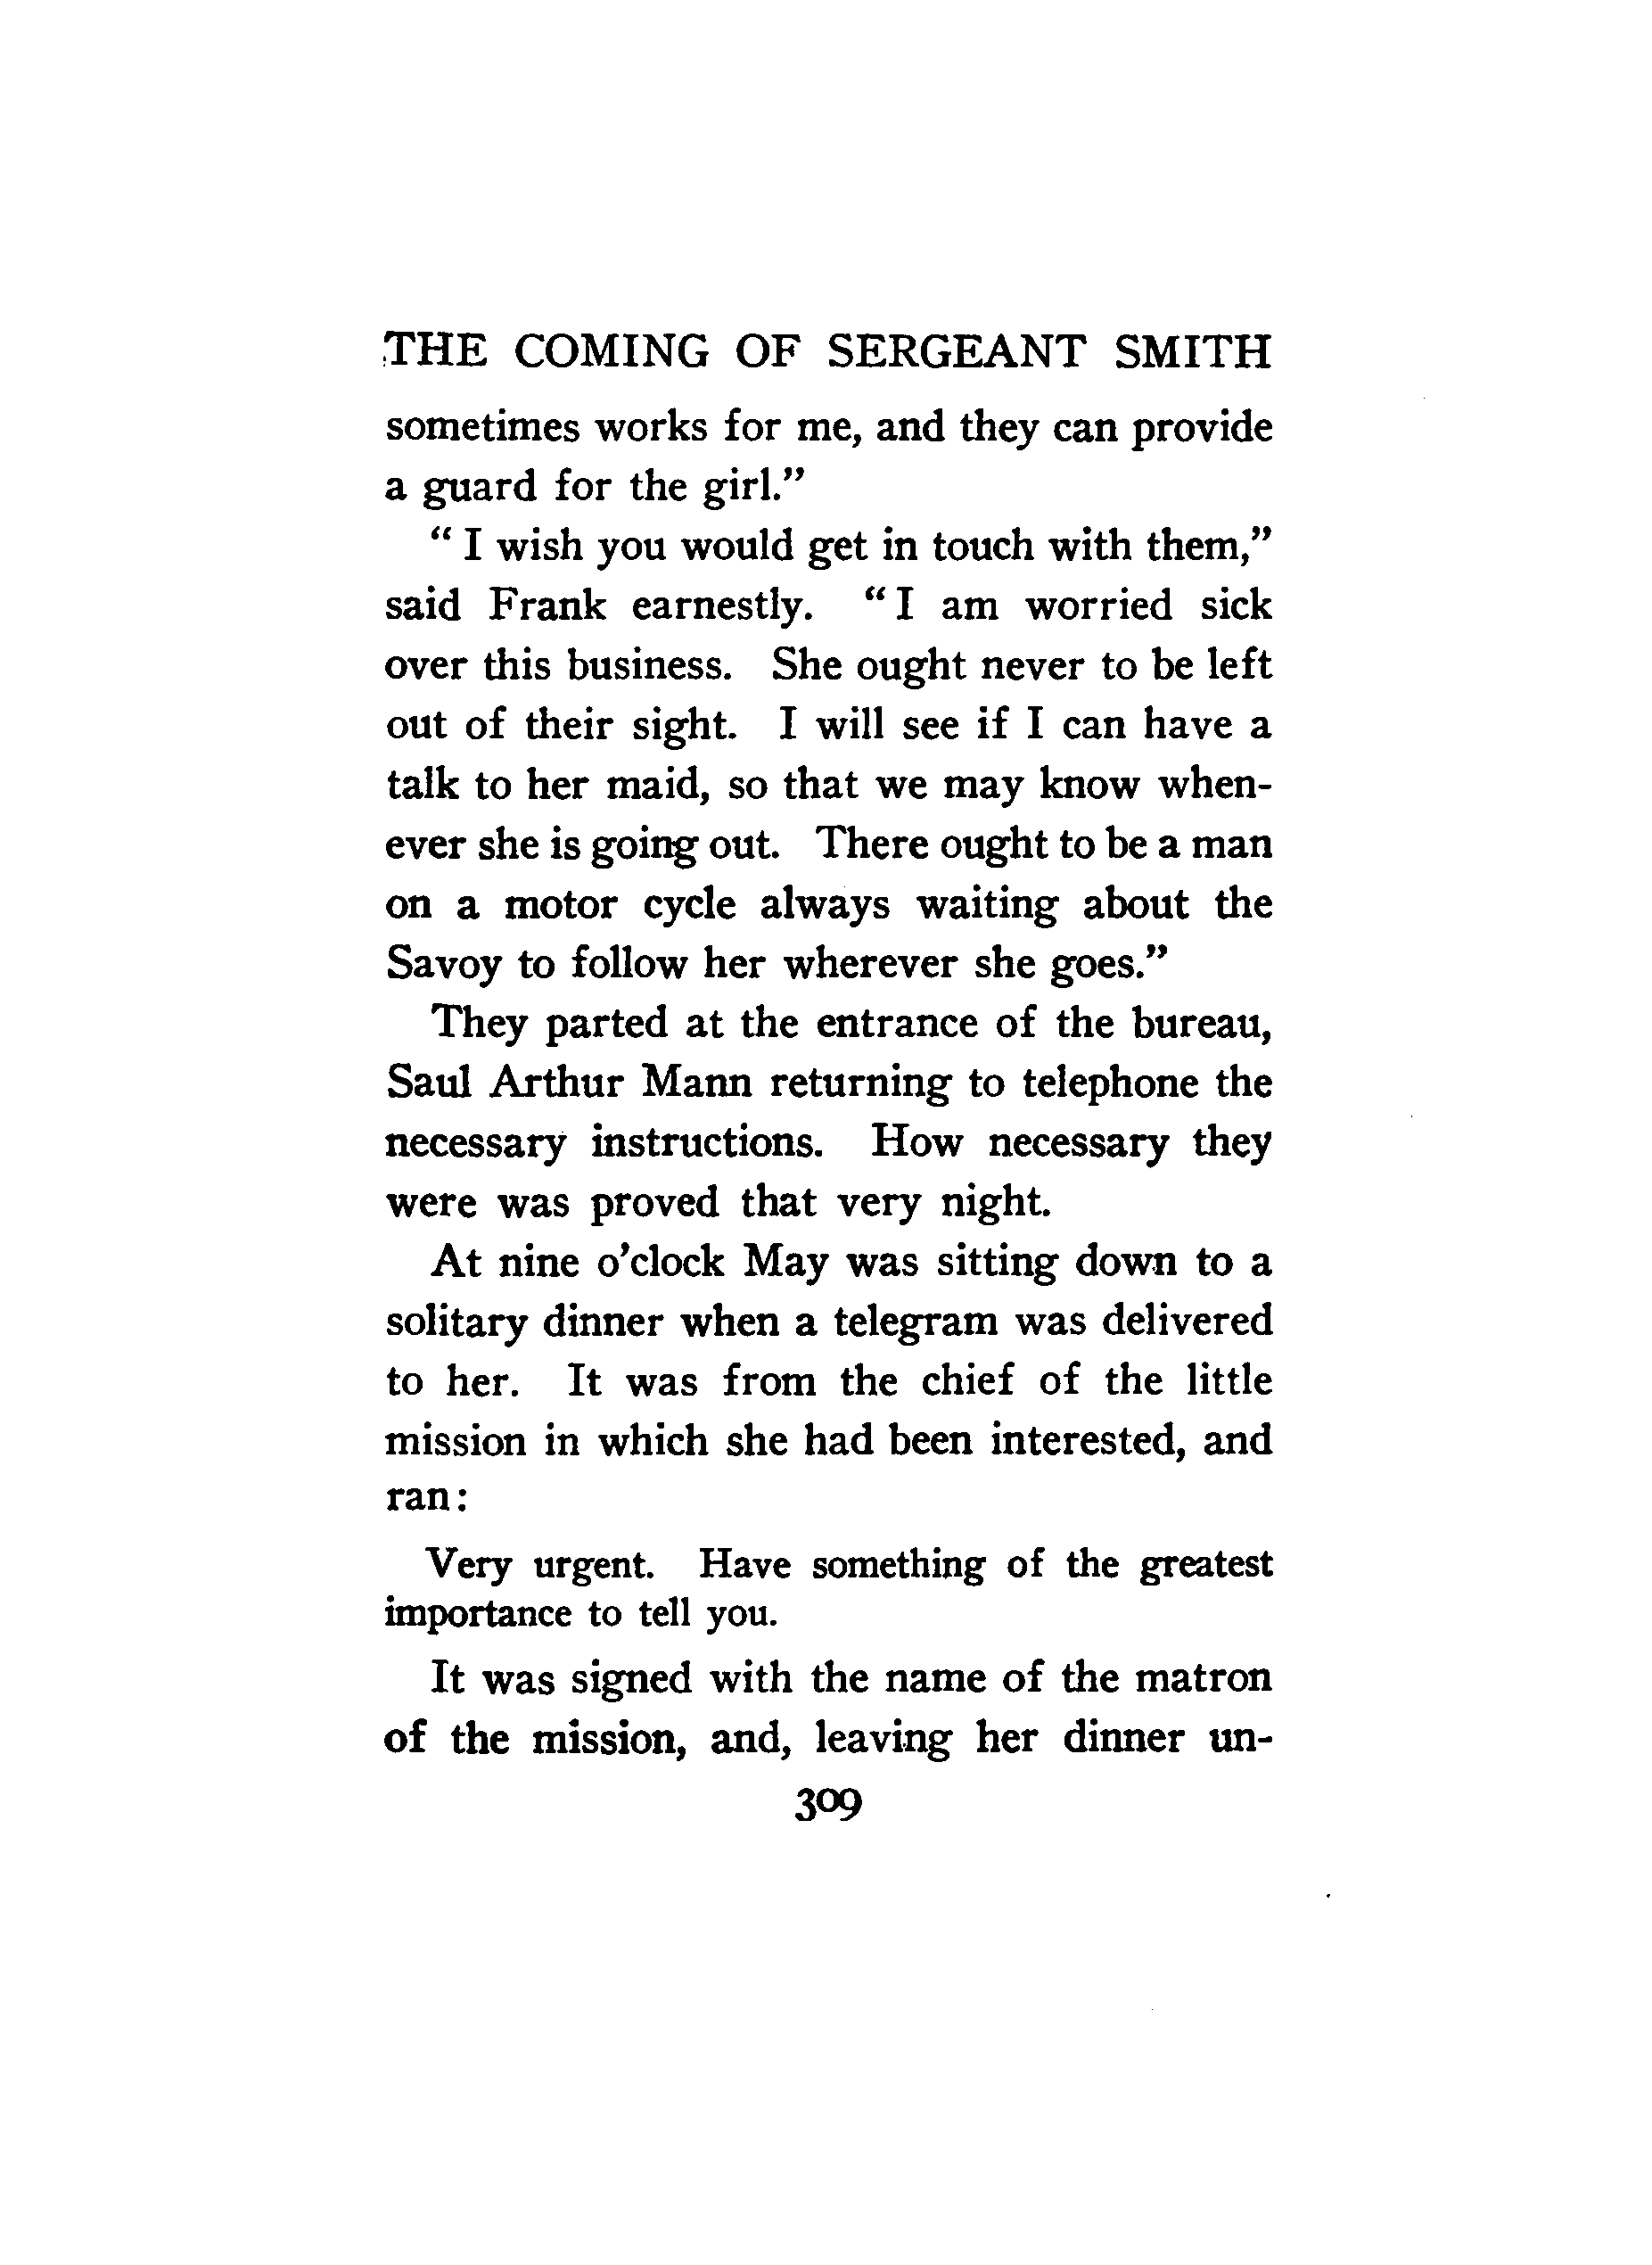 THE COMING OF SERGEANT SMITH
sometimes works for me, and they can provide
a guard for the girl."
" I wish you would get in touch with them,"
said Frank earnestly. " I am worried sick
over this business. She ought never to be left
out of their sight. I will see if I can have a
talk to her maid, so that we may know when-
ever she is going out. There ought to be a man
on a motor cycle always waiting about the
Savoy to follow her wherever she goes."
They parted at the entrance of the bureau,
Saul Arthur Mann returning to telephone the
necessary instructions. How necessary they
were was proved that very night.
At nine o'clock May was sitting down to a
solitary dinner when a telegram was delivered
to her. It was from the chief of the little
mission in which she had been interested, and
ran:
Very urgent. Have something of the greatest
importance to tell you.
It was signed with the name of the matron
of the mission, and, leaving her dinner un-
309